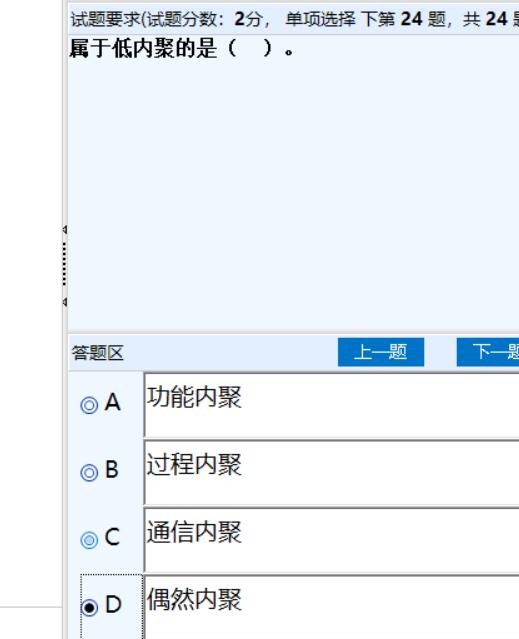 试题要求(试题分数：2分， 单项选择 下第 24 题，共 24
属于低内聚的是（ ）。
答题区
上一题
下一题
A 功能内聚
B 过程内聚
C 通信内聚
D 偶然内聚